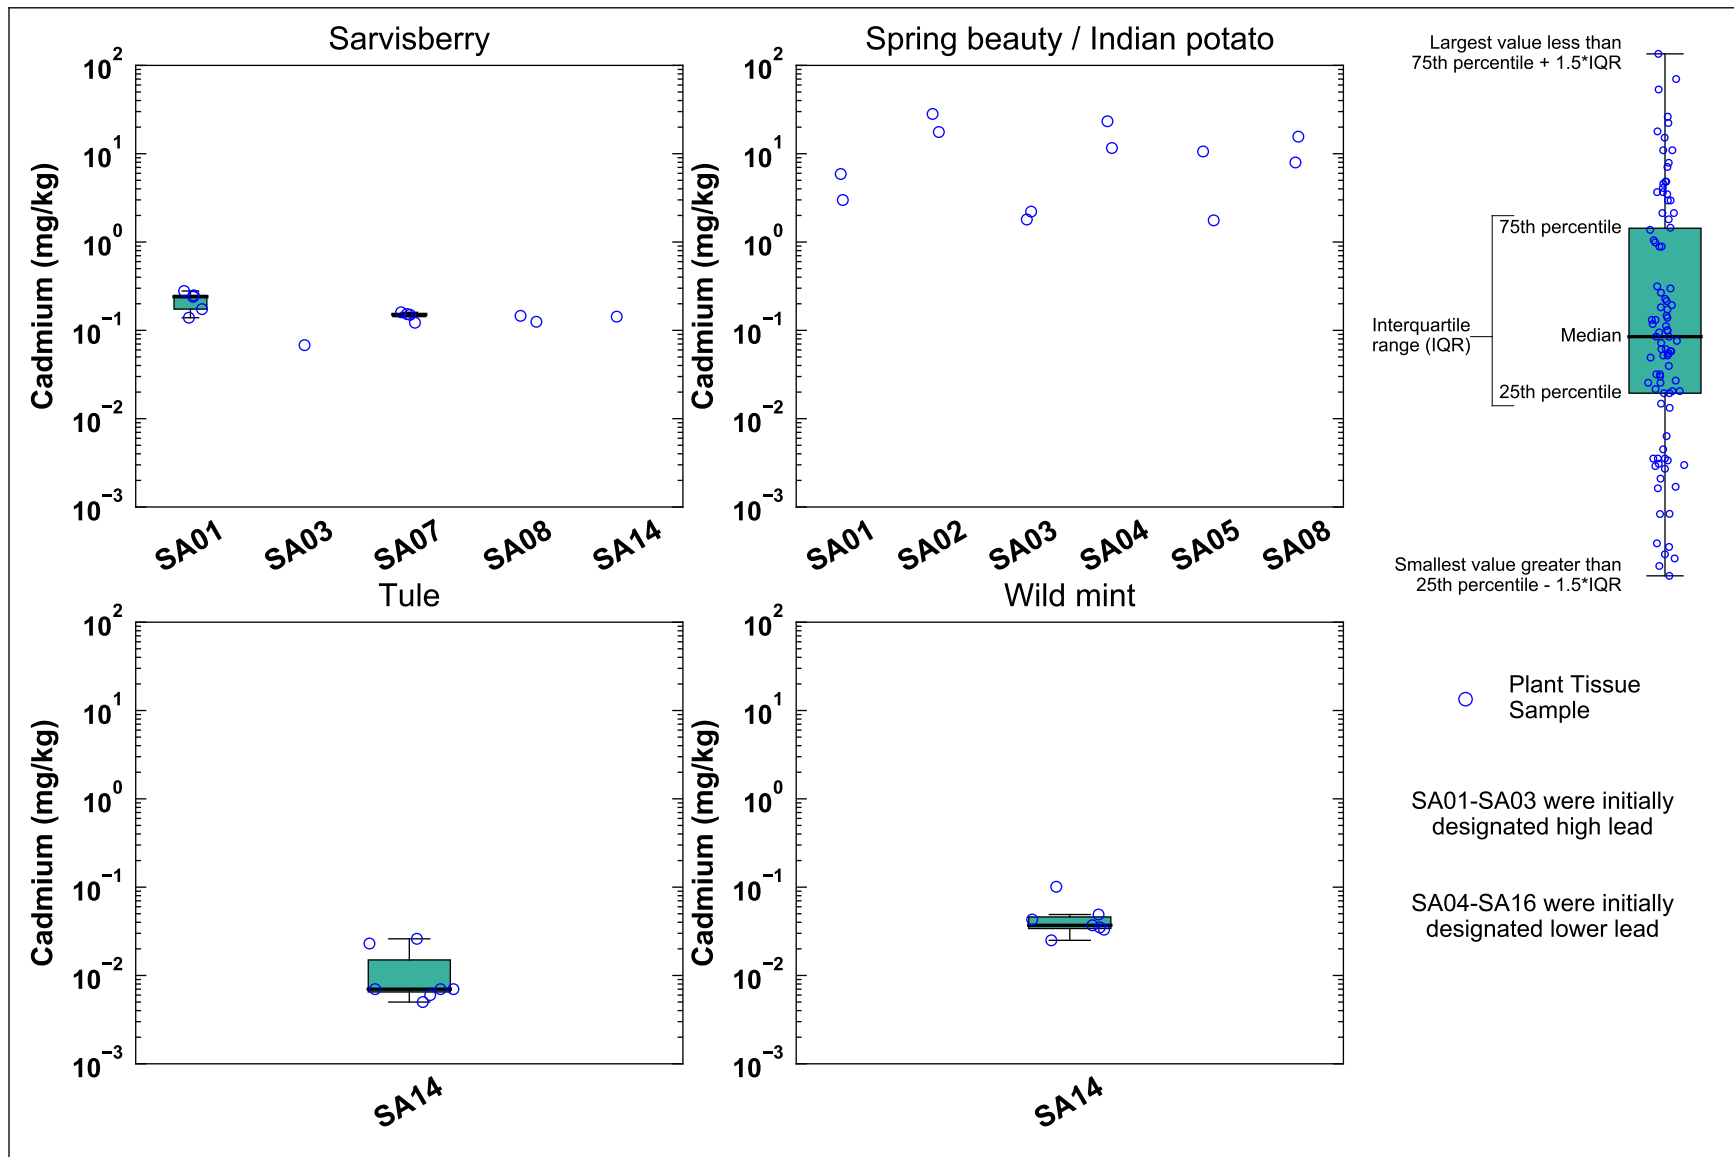 Sarvisberry
Cadmium (mg/kg)
10^2
10^1
10^0
10^−1
10^−2
10^−3
SA01
SA03
SA07
SA08
SA14
Spring beauty / Indian potato
Cadmium (mg/kg)
10^2
10^1
10^0
10^−1
10^−2
10^−3
SA01
SA02
SA03
SA04
SA05
SA08
Tule
Cadmium (mg/kg)
10^2
10^1
10^0
10^−1
10^−2
10^−3
SA14
Wild mint
Cadmium (mg/kg)
10^2
10^1
10^0
10^−1
10^−2
10^−3
SA14
Largest value less than
75th percentile + 1.5*IQR
75th percentile
Interquartile
range (IQR)
Median
25th percentile
Smallest value greater than
25th percentile - 1.5*IQR
Plant Tissue
Sample
SA01-SA03 were initially
designated high lead
SA04-SA16 were initially
designated lower lead